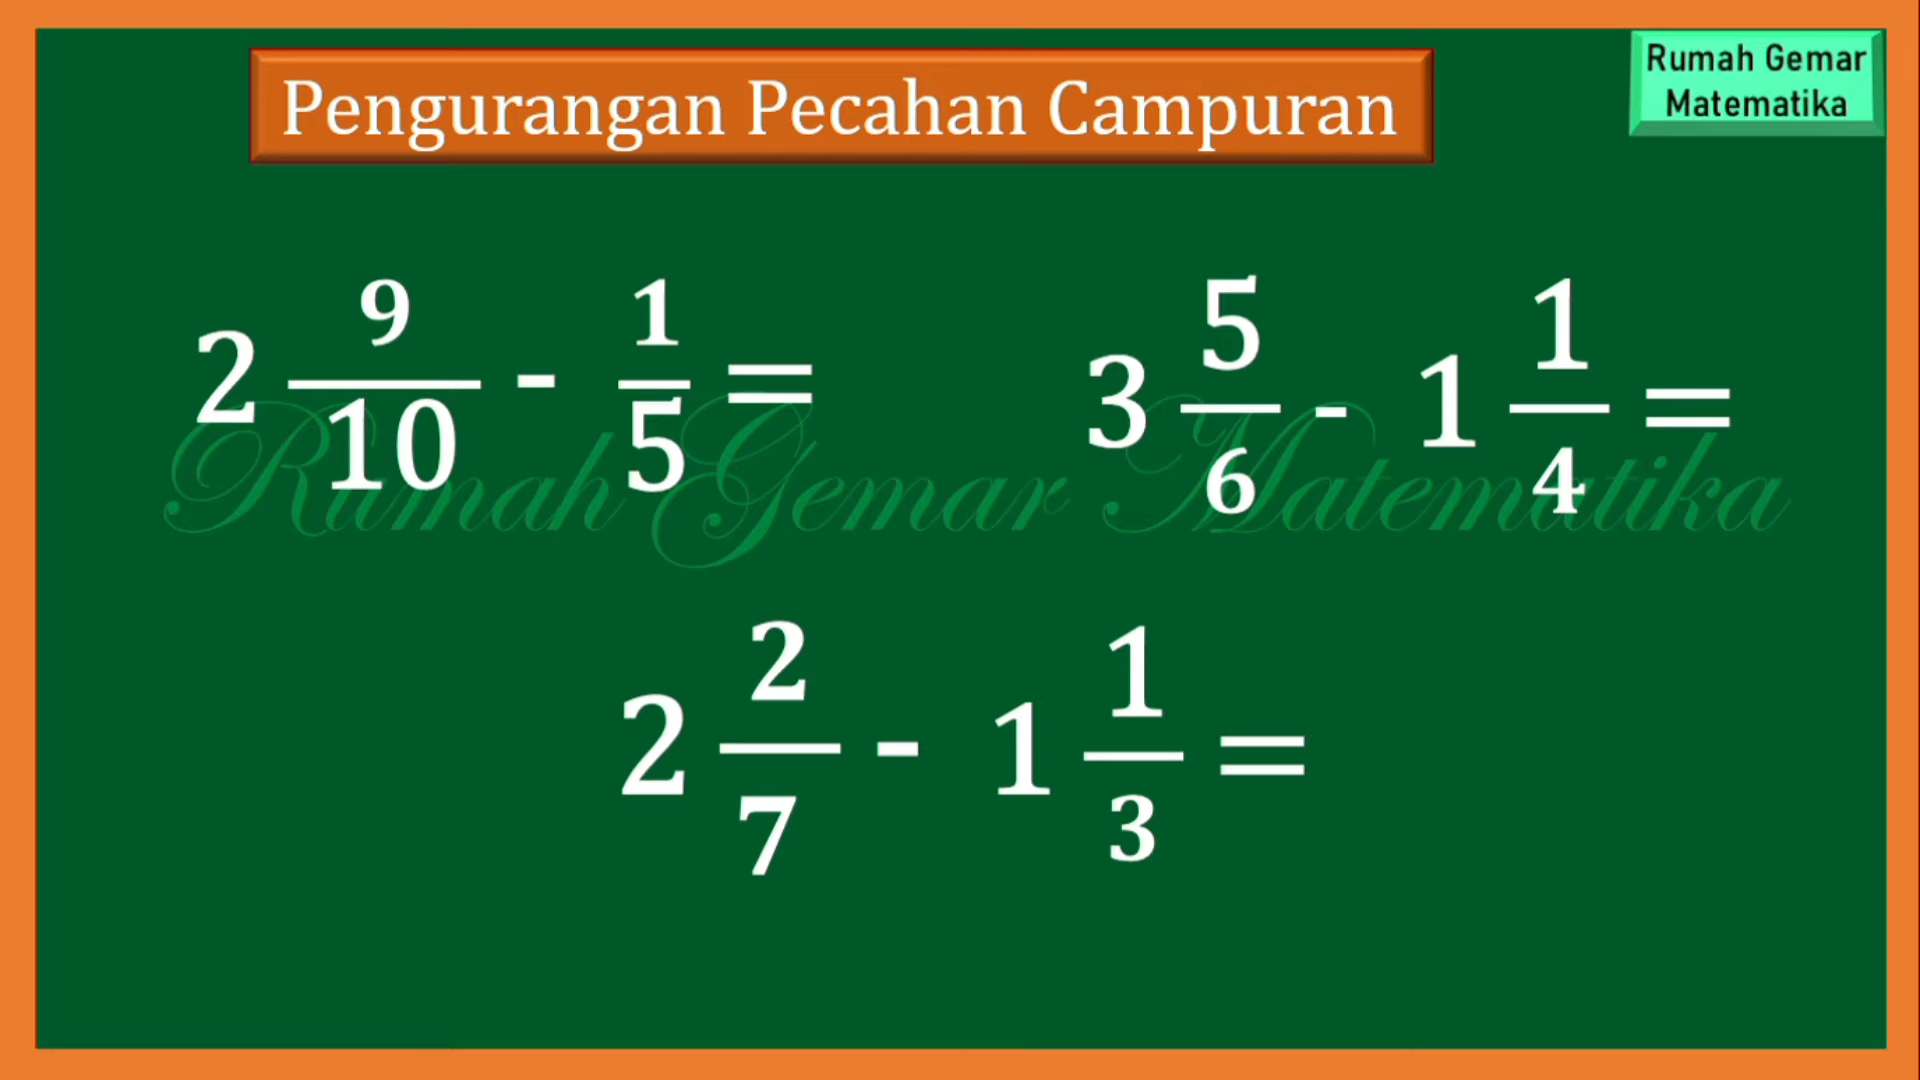 Pengurangan Pecahan Campuran
Rumah Gemar
Matematika
2 9/10 - 1/5 =
3 5/6 - 1 1/4 =
Rumah Gemar Matematika
2 2/7 - 1 1/3 =